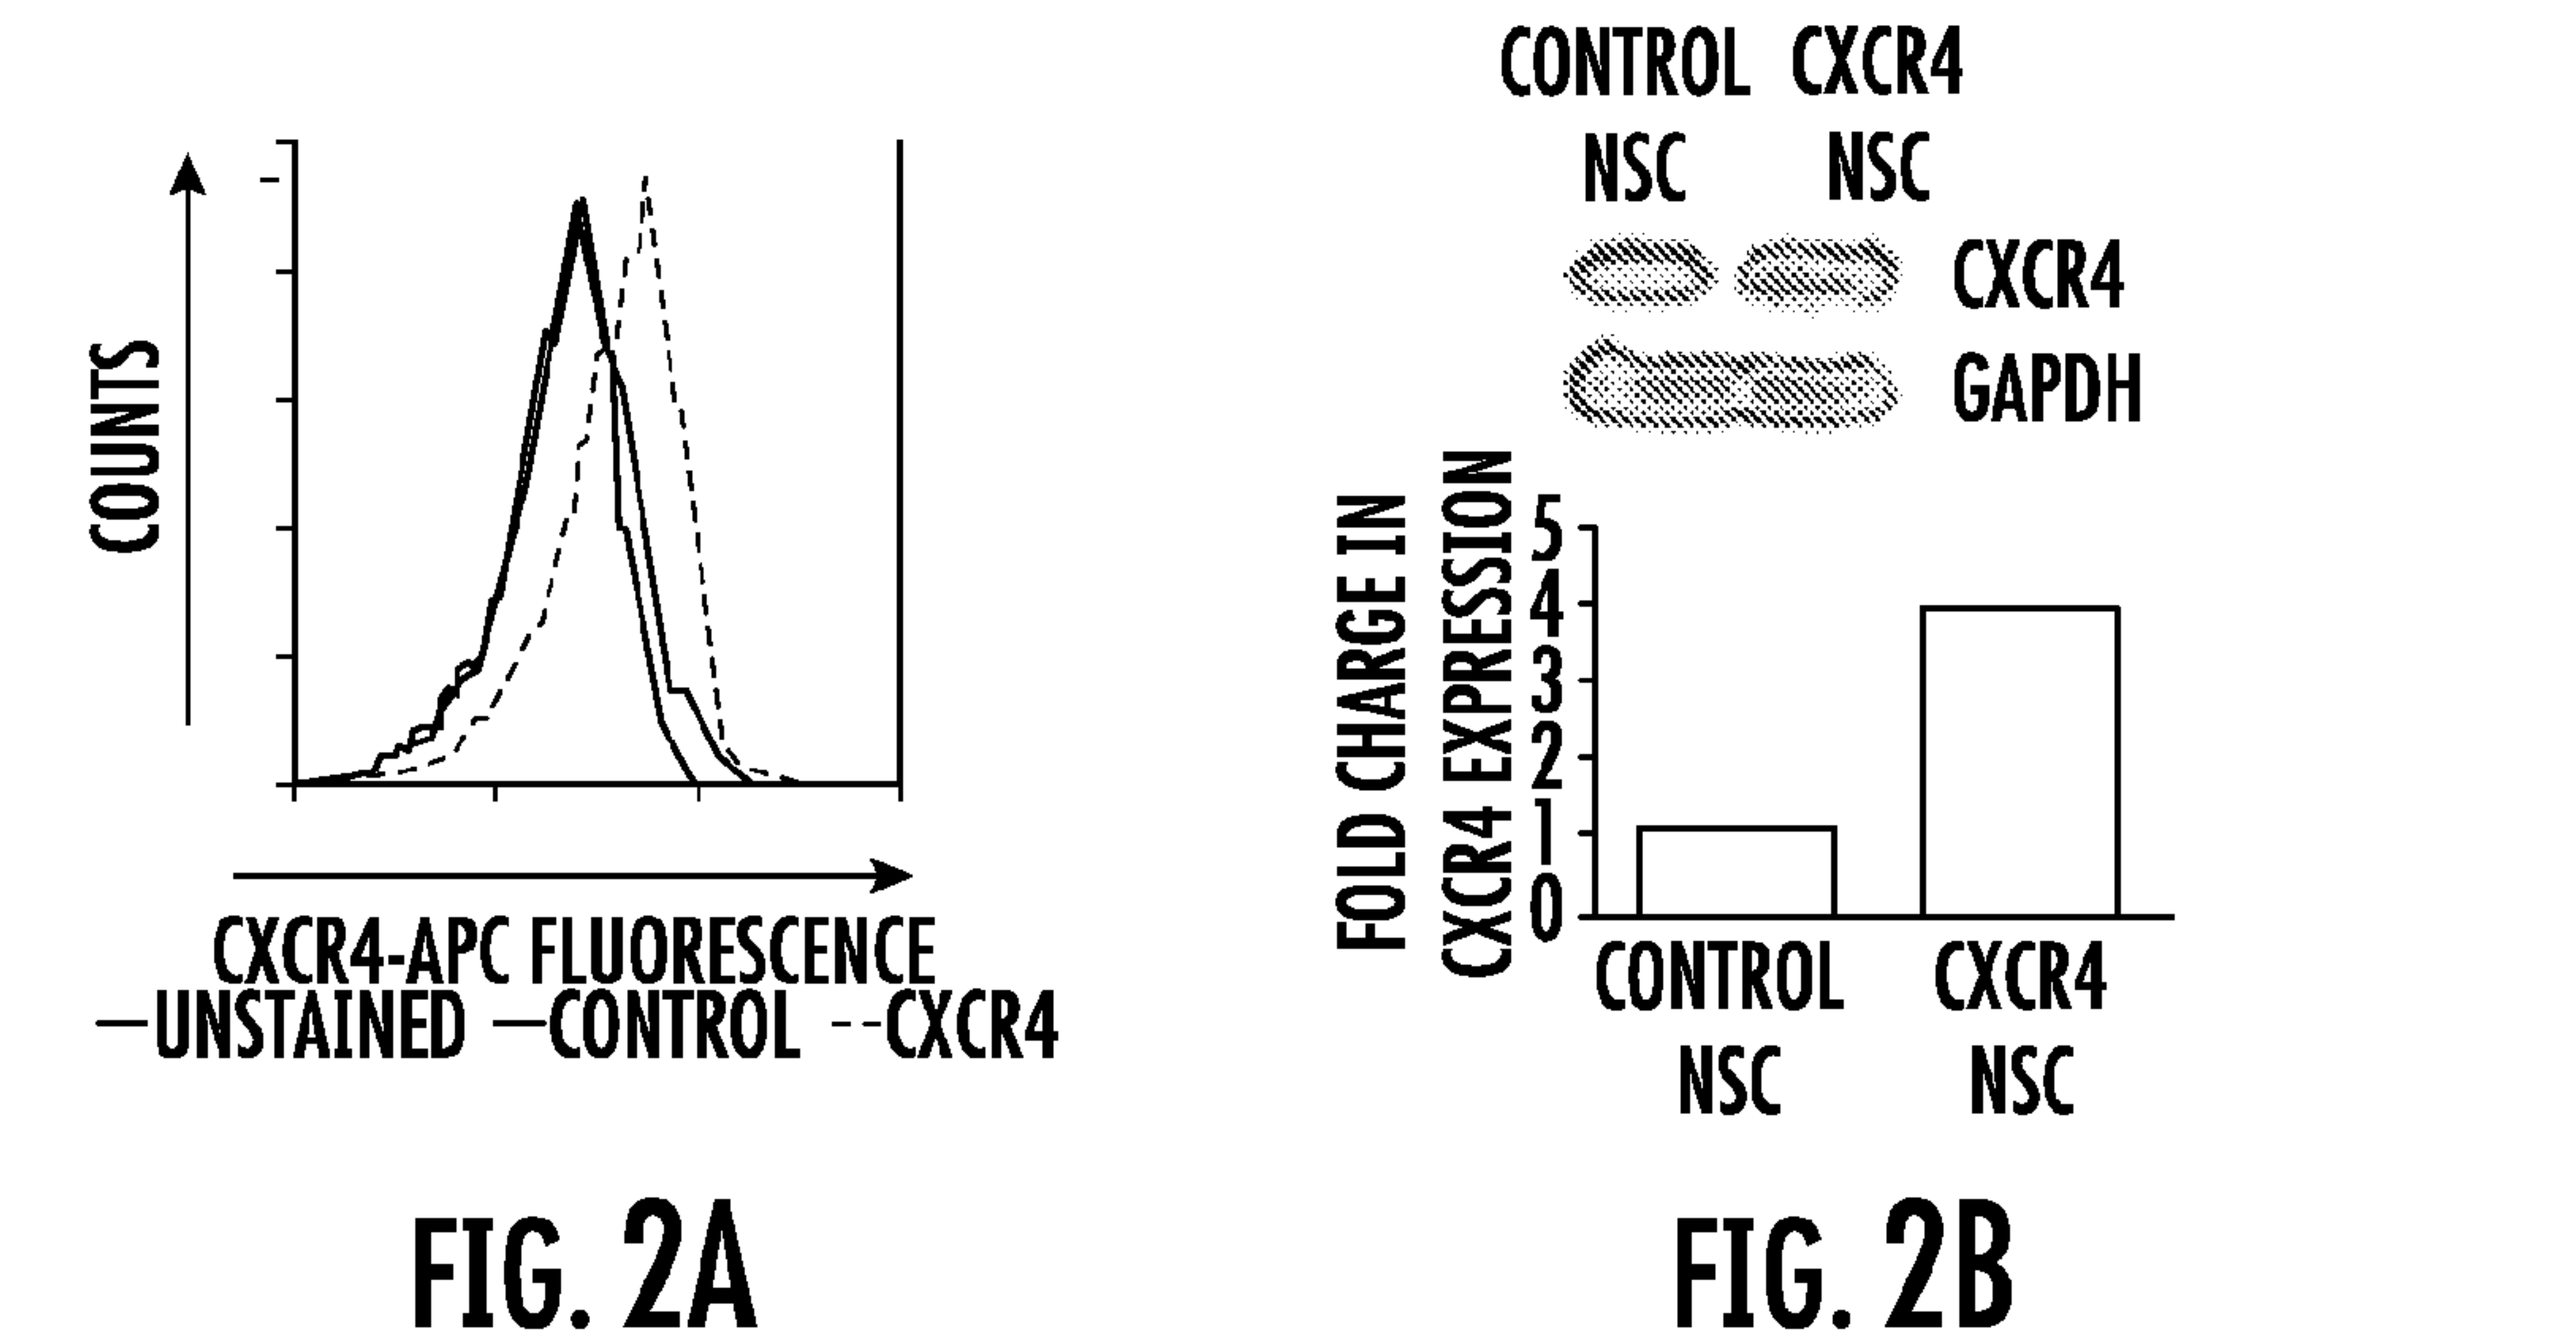 COUNTS
CXCR4-APC FLUORESCENCE
—UNSTAINED —CONTROL --CXCR4
FIG. 2A
CONTROL CXCR4
NSC NSC
CXCR4
GAPDH
FOLD CHARGE IN
CXCR4 EXPRESSION
5
4
3
2
1
0
CONTROL CXCR4
NSC NSC
FIG. 2B